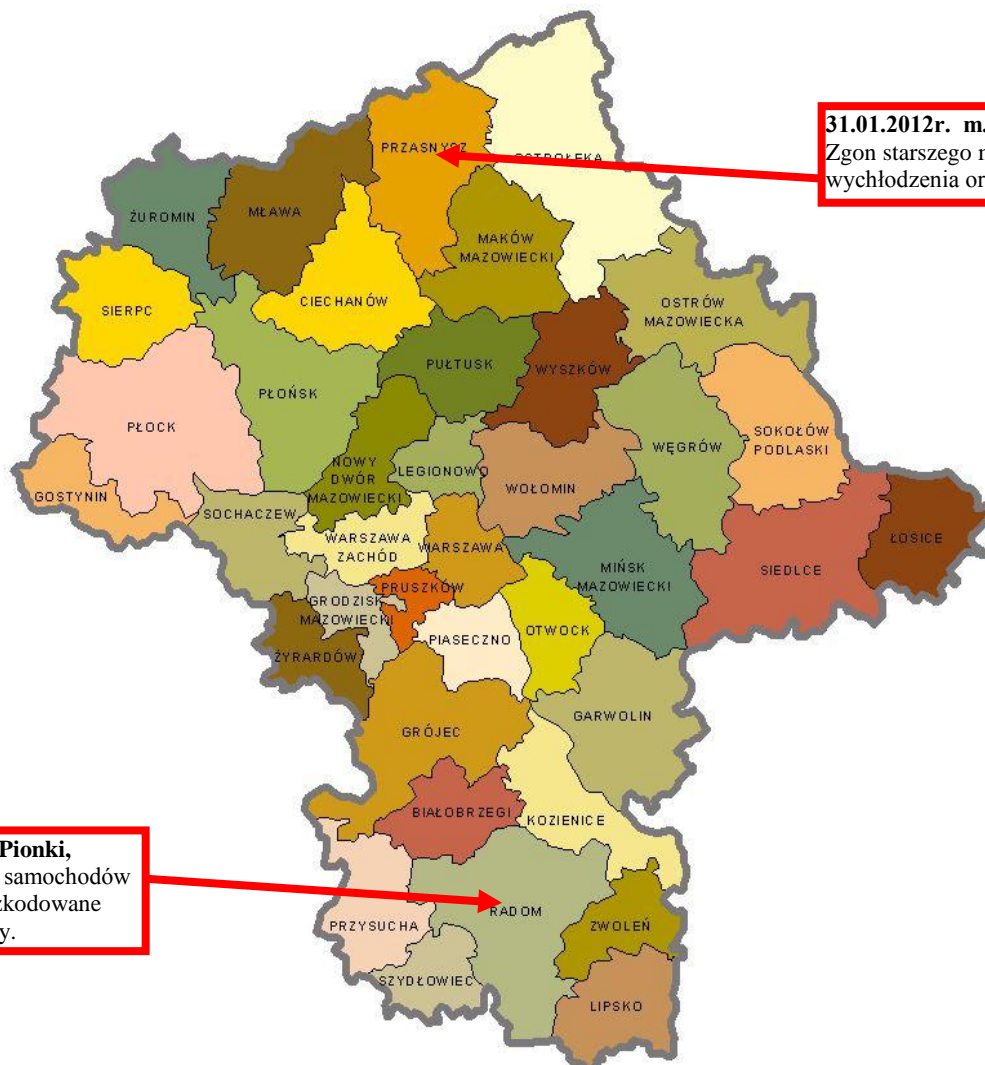 31.01.2012r. m.
Zgon starszego
wychłodzenia
PRZASNYSZ
OSTROŁĘKA
ŻUROMIN
MŁAWA
MAKÓW
MAZOWIECKI
SIERPC
CIECHANÓW
OSTRÓW
MAZOWIECKA
PŁOŃSK
PUŁTUSK
WYSZKÓW
PŁOCK
WĘGRÓW
SOKOŁÓW
PODLASKI
GOSTYNIN
NOWY
DWÓR
MAZOWIECKI
LEGIONOWO
WOŁOMIN
SOCHACZEW
WARSZAWA
ZACHÓD
WARSZAWA
MIŃSK
MAZOWIECKI
SIEDLCE
ŁOSICE
PRUSZKÓW
GRODZISK
MAZOWIECKI
PIASECZNO
OTWOCK
ŻYRARDÓW
GARWOLIN
GRÓJEC
BIAŁOBRZEGI
KOZIENICE
Pionki,
samochodów
zkodowane
y.
RADOM
PRZYSUCHA
ZWOLEŃ
SZYDŁOWIEC
LIPSKO